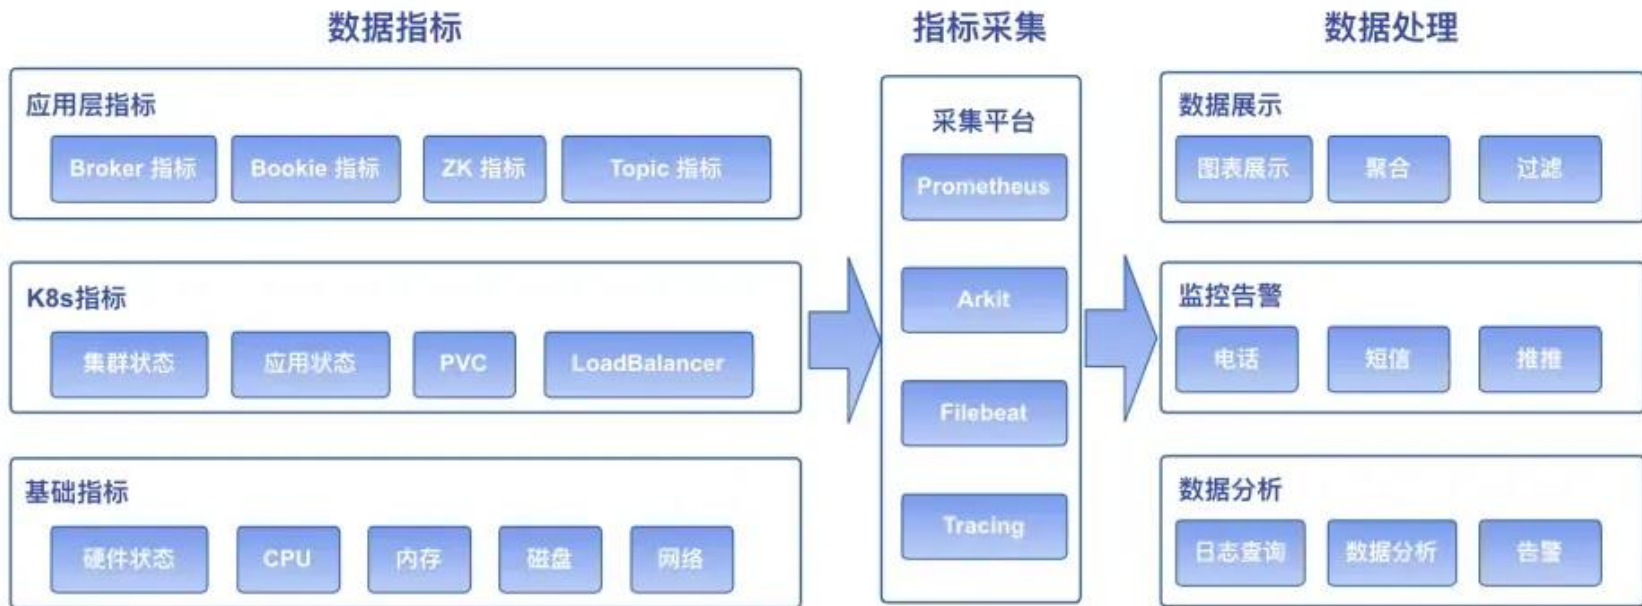 数据指标
指标采集
数据处理
应用层指标
Broker 指标
Bookie 指标
ZK 指标
Topic 指标
K8s指标
集群状态
应用状态
PVC
LoadBalancer
基础指标
硬件状态
CPU
内存
磁盘
网络
采集平台
Prometheus
Arkit
Filebeat
Tracing
数据展示
图表展示
聚合
过滤
监控告警
电话
短信
推推
数据分析
日志查询
数据分析
告警